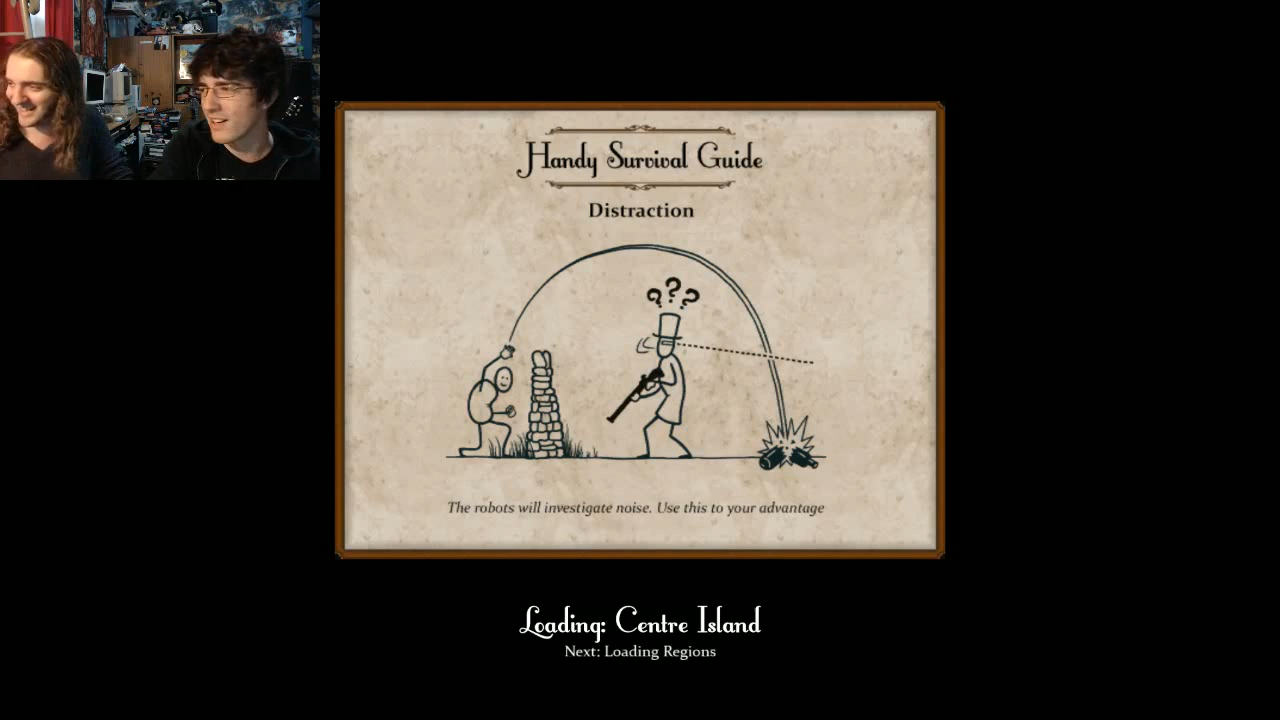 Handy Survival Guide
Distraction
???
The robots will investigate noise. Use this to your advantage
Loading: Centre Island
Next: Loading Regions